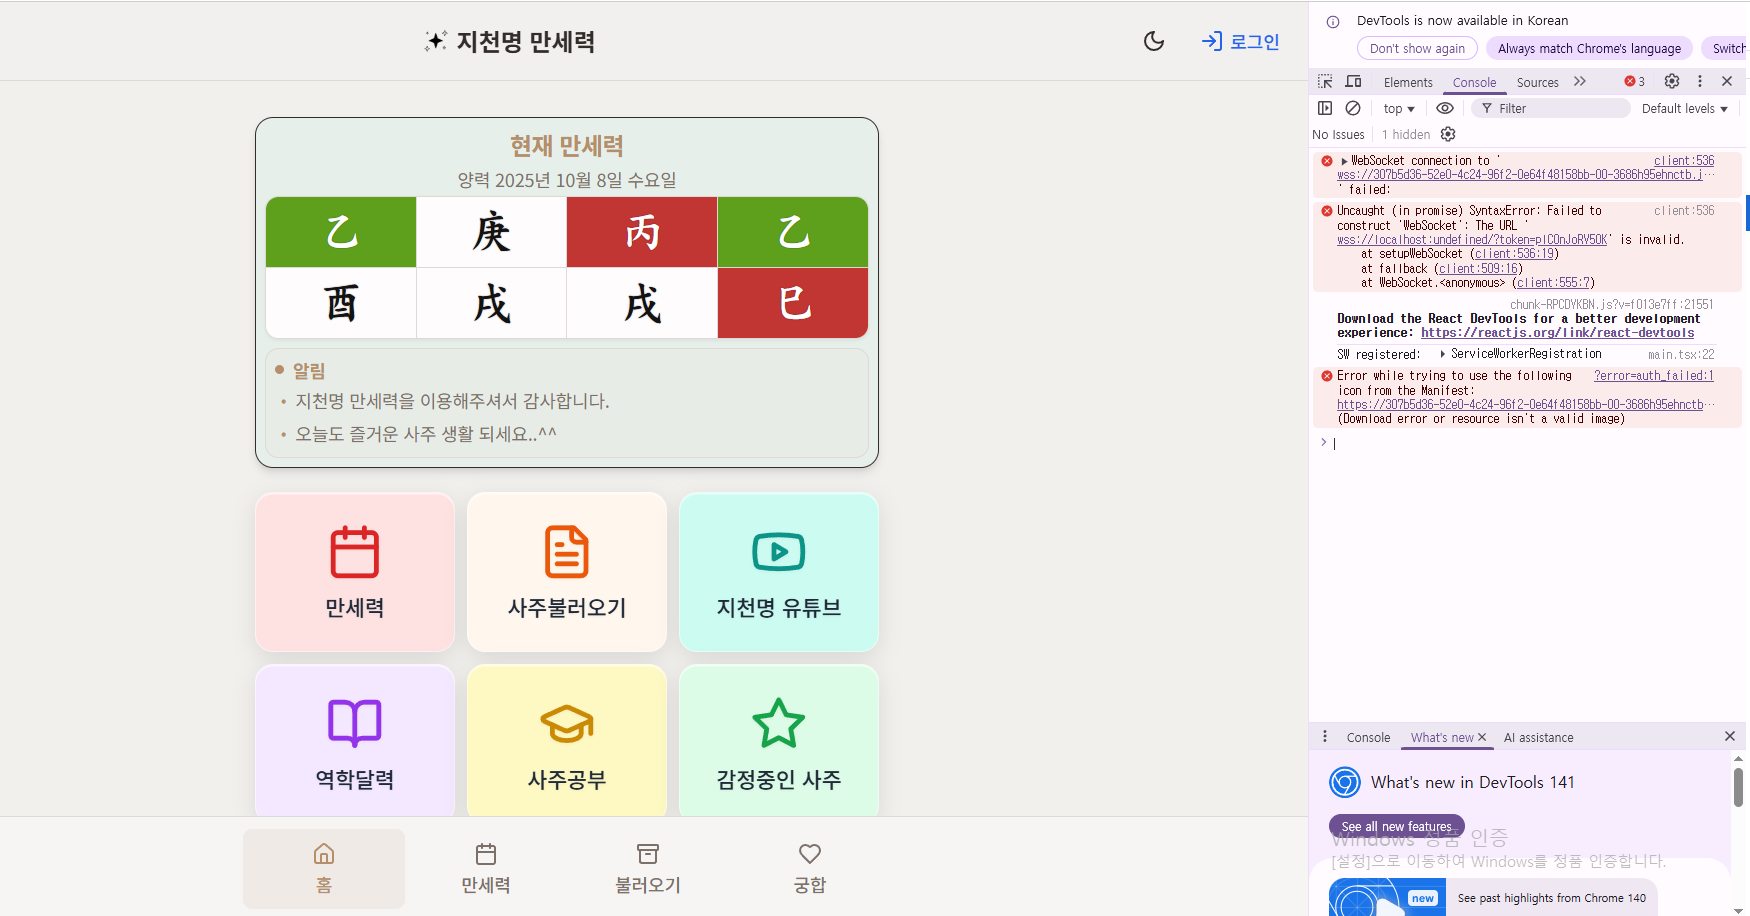 지천명 만세력
로그인
현재 만세력
양력 2025년 10월 8일 수요일
乙 庚 丙 乙
酉 戌 戌 巳
알림
• 지천명 만세력을 이용해주셔서 감사합니다.
• 오늘도 즐거운 사주 생활 되세요..^^
만세력 사주불러오기 지천명 유튜브
역학달력 사주공부 감정중인 사주
홈 만세력 불러오기 궁합
DevTools is now available in Korean
Don't show again Always match Chrome's language Switch
Elements Console Sources 3
top Filter Default levels
No Issues 1 hidden
WebSocket connection to ' client:536
wss://307b5d36-52e0-4c24-96f2-0e64f48158bb-00-3686h95ehnctb.j…
' failed:
Uncaught (in promise) SyntaxError: Failed to client:536
construct 'WebSocket': The URL '
wss://localhost:undefined/?token=plC0nJoRV50K' is invalid.
at setupWebSocket (client:536:19)
at fallback (client:509:16)
at WebSocket.<anonymous> (client:555:7)
chunk-RPCDYKBN.js?v=f013e7ff:21551
Download the React DevTools for a better development
experience: https://reactjs.org/link/react-devtools
SW registered: ServiceWorkerRegistration main.tsx:22
Error while trying to use the following ?error=auth_failed:1
icon from the Manifest:
https://307b5d36-52e0-4c24-96f2-0e64f48158bb-00-3686h95ehnctb…
(Download error or resource isn't a valid image)
Console What's new AI assistance
What's new in DevTools 141
See all new features
Windows 정품 인증
[설정]으로 이동하여 Windows를 정품 인증합니다.
new See past highlights from Chrome 140